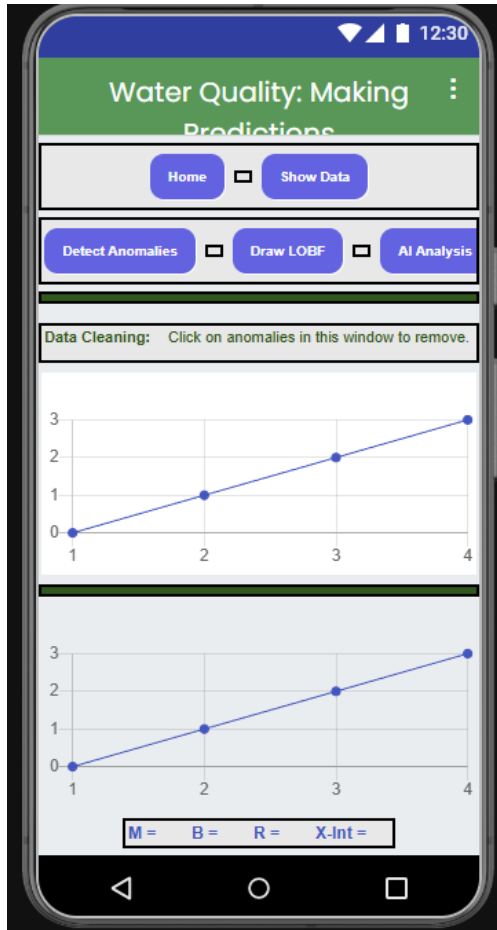 12:30
Water Quality: Making
Predictions
Home Show Data
Detect Anomalies Draw LOBF AI Analysis
Data Cleaning: Click on anomalies in this window to remove.
3
2
1
0
1 2 3 4
3
2
1
0
1 2 3 4
M = B = R = X-Int =